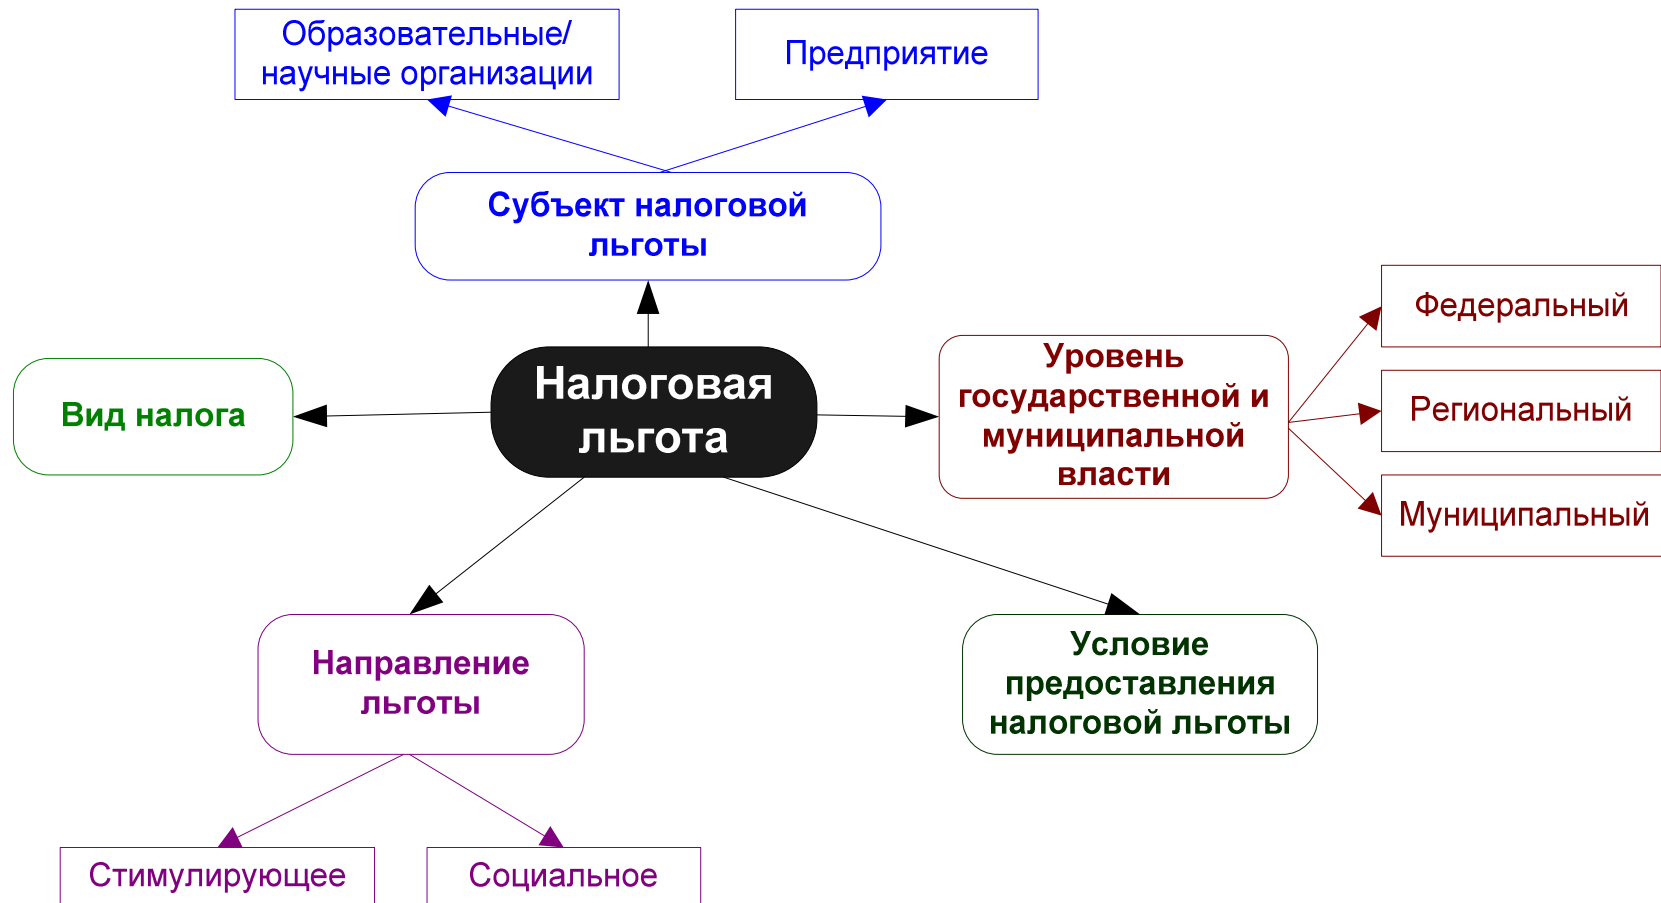 Образовательные/
научные организации
Предприятие
Субъект налоговой
льготы
Налоговая
льгота
Вид налога
Уровень
государственной и
муниципальной
власти
Федеральный
Региональный
Муниципальный
Направление
льготы
Условие
предоставления
налоговой льготы
Стимулирующее
Социальное